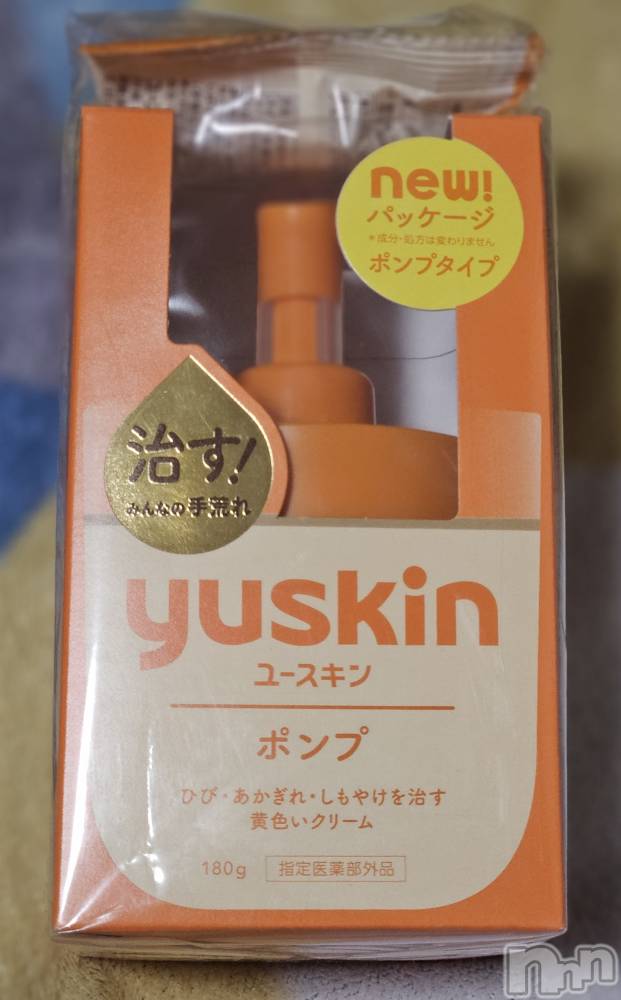 new!
パッケージ
*成分・処方は変わりません
ポンプタイプ
治す!
みんなの手荒れ
yuskin
ユースキン
ポンプ
ひび・あかぎれ・しもやけを治す
黄色いクリーム
180g 指定医薬部外品
nnn